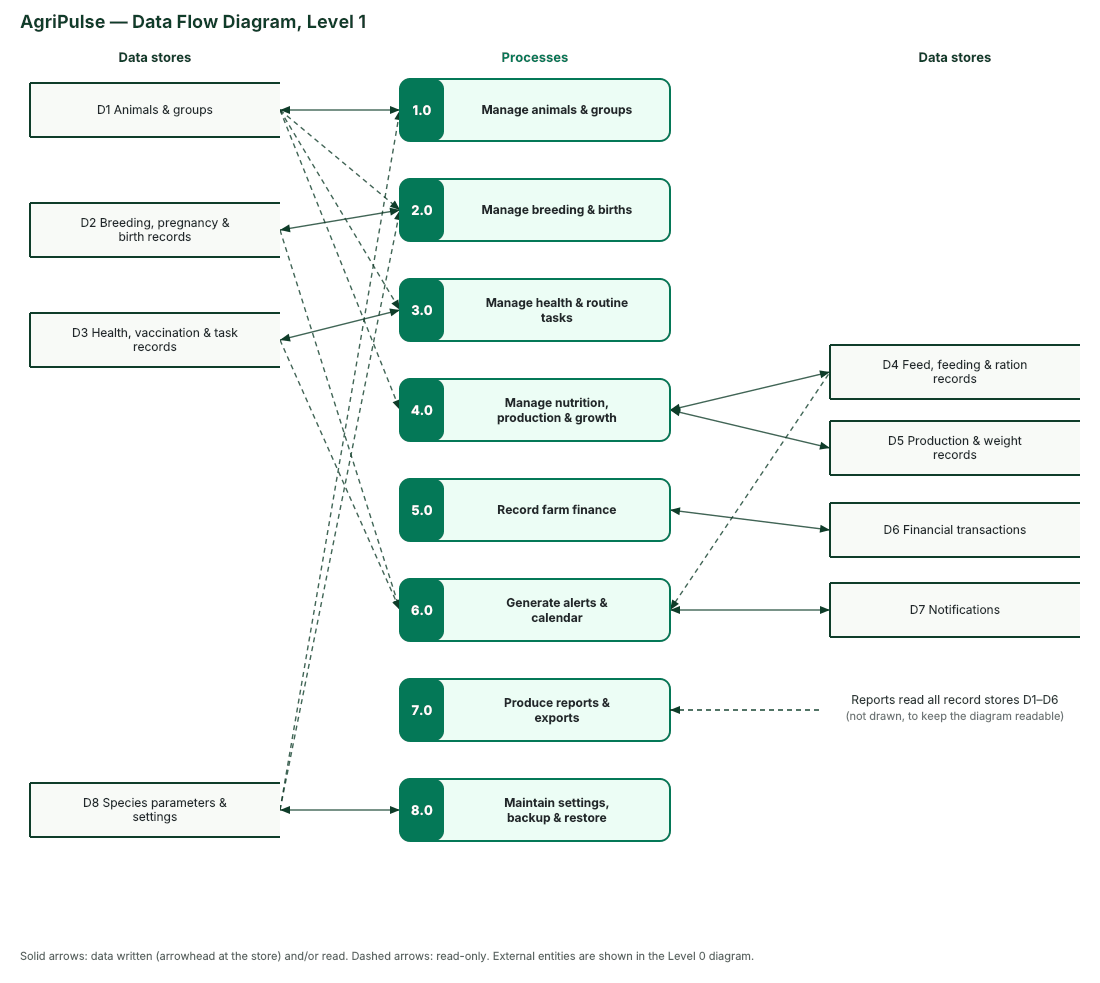 AgriPulse — Data Flow Diagram, Level 1
Data stores
Processes
Data stores
D1 Animals & groups
1.0
Manage animals & groups
D2 Breeding, pregnancy &
birth records
2.0
Manage breeding & births
D3 Health, vaccination & task
records
3.0
Manage health & routine
tasks
4.0
Manage nutrition,
production & growth
D4 Feed, feeding & ration
records
D5 Production & weight
records
5.0
Record farm finance
D6 Financial transactions
6.0
Generate alerts &
calendar
D7 Notifications
7.0
Produce reports &
exports
Reports read all record stores D1–D6
(not drawn, to keep the diagram readable)
D8 Species parameters &
settings
8.0
Maintain settings,
backup & restore
Solid arrows: data written (arrowhead at the store) and/or read. Dashed arrows: read-only. External entities are shown in the Level 0 diagram.